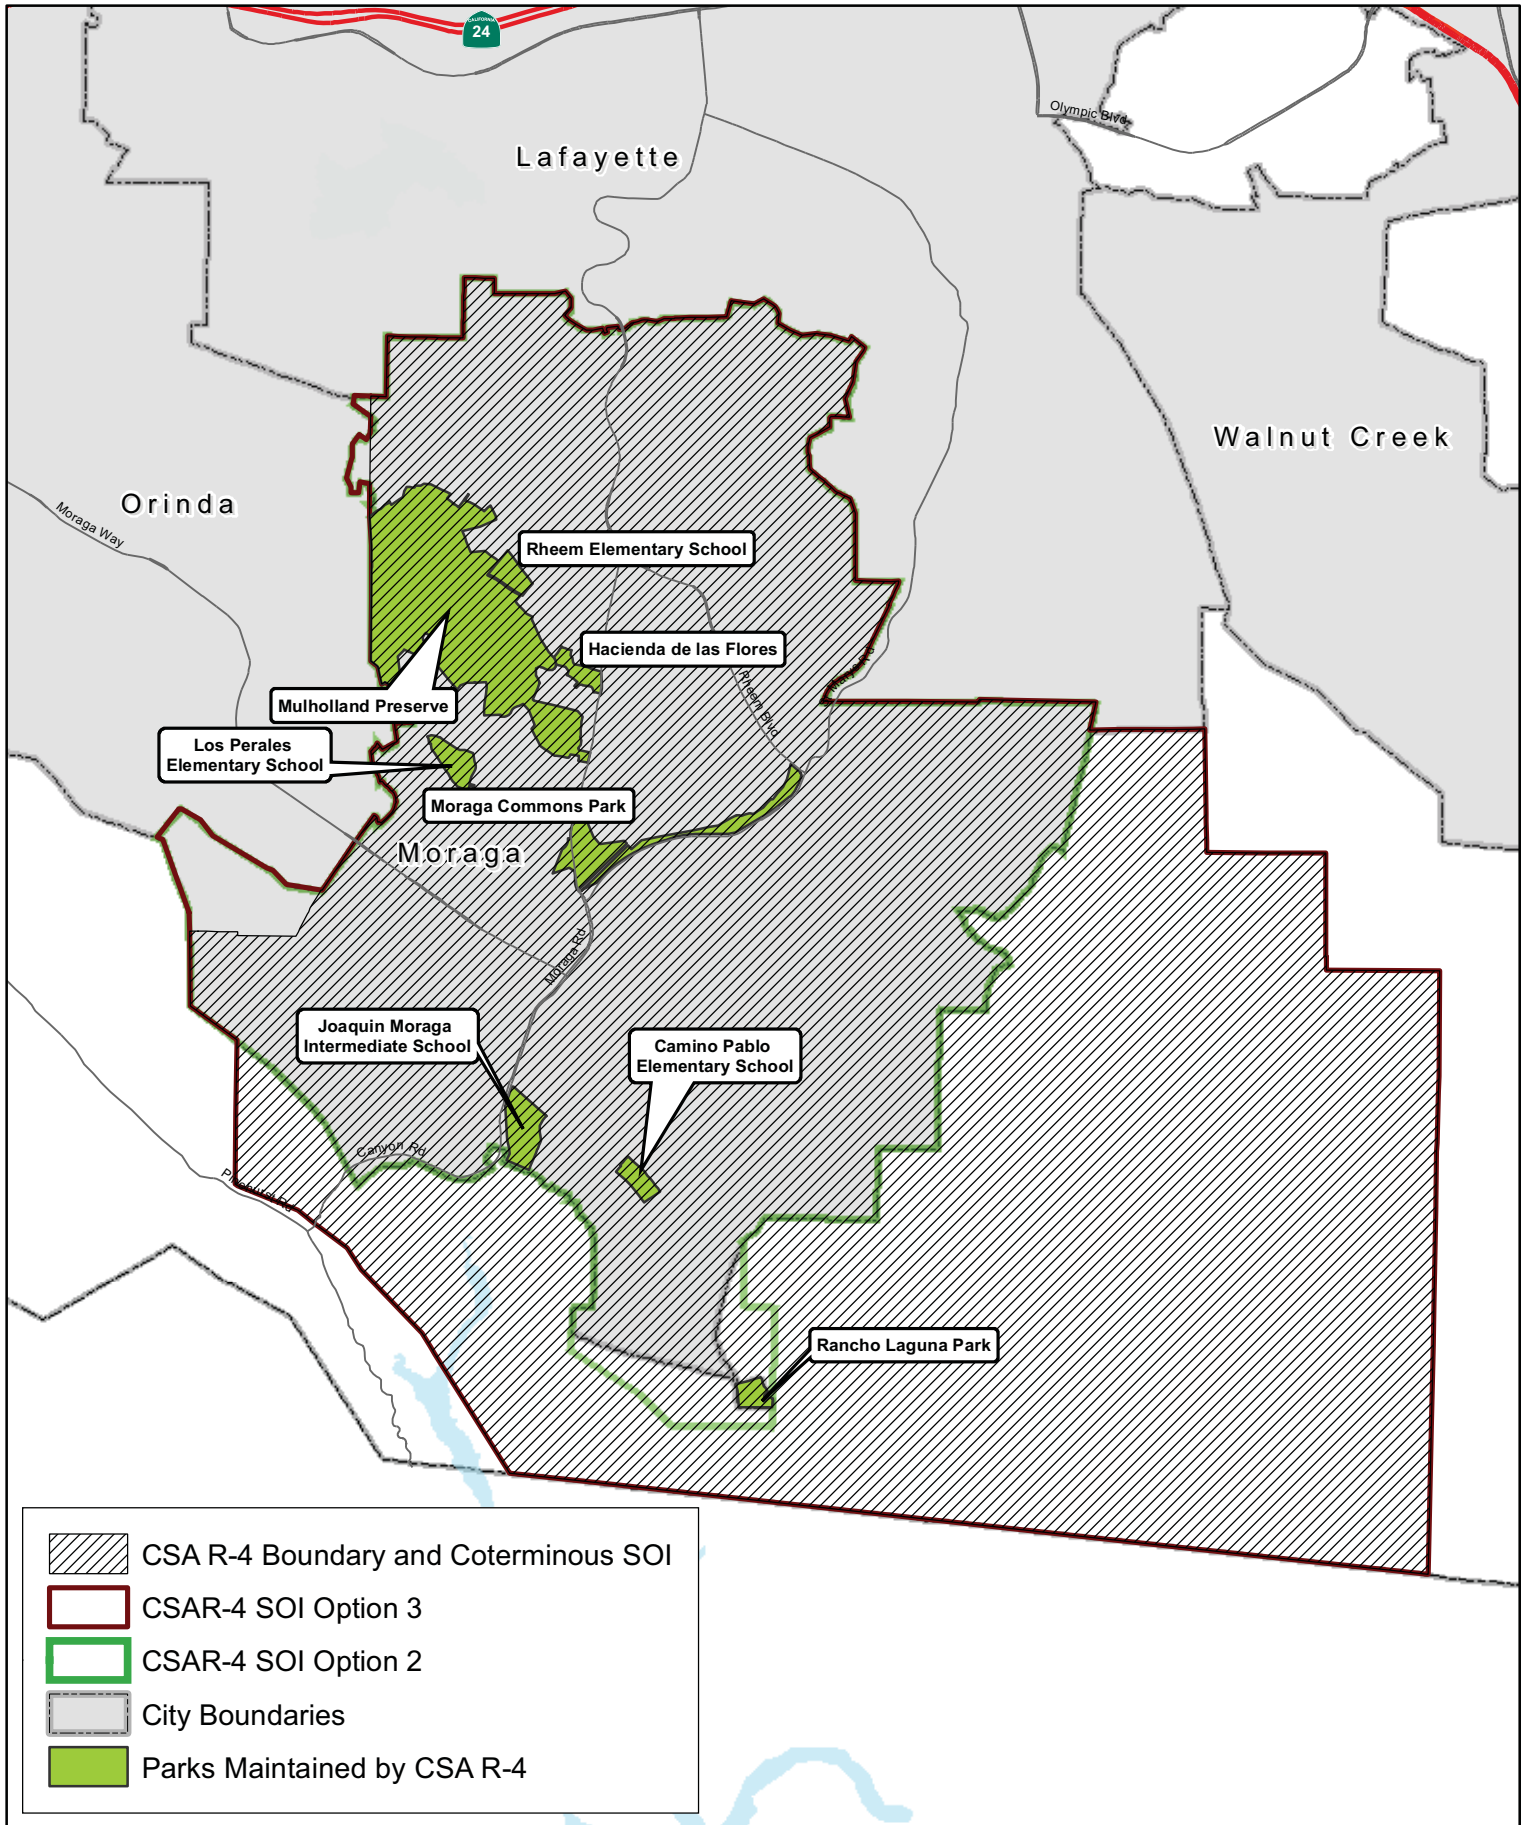 CALIFORNIA
24
Olympic Blvd
Lafayette
Walnut Creek
Orinda
Moraga Way
Rheem Elementary School
Hacienda de las Flores
Rheem Blvd
Mulholland Preserve
Los Perales
Elementary School
Moraga Commons Park
Moraga
Moraga Rd
Joaquin Moraga
Intermediate School
Camino Pablo
Elementary School
Canyon Rd
Pinehurst Rd
Rancho Laguna Park
CSA R-4 Boundary and Coterminous SOI
CSAR-4 SOI Option 3
CSAR-4 SOI Option 2
City Boundaries
Parks Maintained by CSA R-4